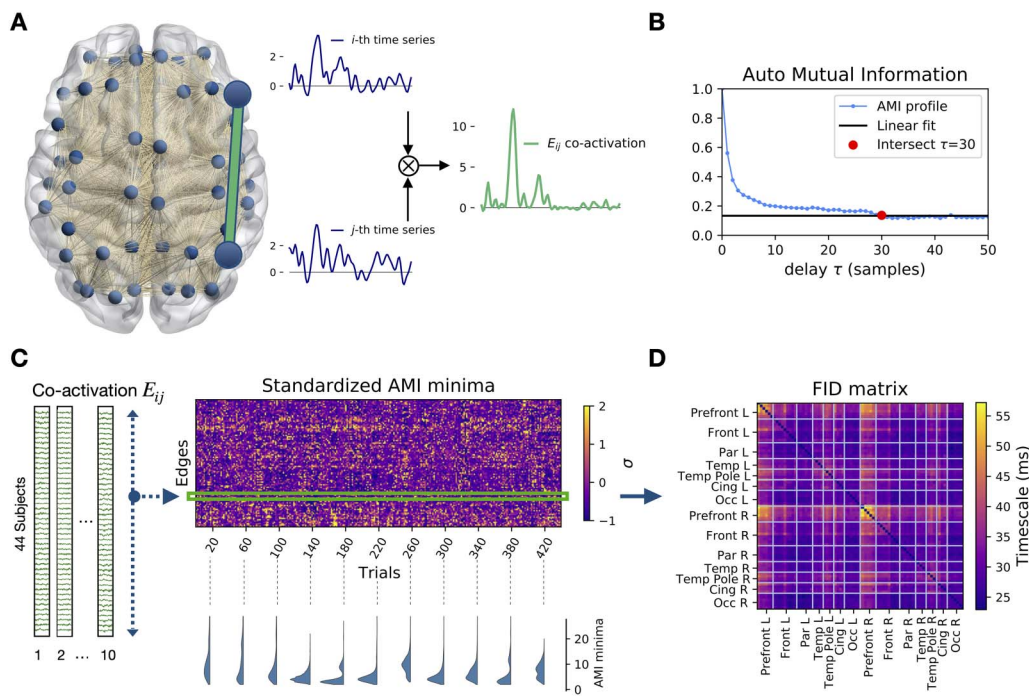 A
i-th time series
2
0
E_ij co-activation
10
5
0
j-th time series
2
0
B
Auto Mutual Information
AMI profile
Linear fit
Intersect τ=30
1.0
0.8
0.6
0.4
0.2
0.0
0 10 20 30 40 50
delay τ (samples)
C
Co-activation E_ij
44 Subjects
...
1 2 ... 10
Standardized AMI minima
Edges
20 60 100 140 180 220 260 300 340 380 420
Trials
2
1
0
−1
σ
20
10
0
AMI minima
D
FID matrix
Prefront L
Front L
Par L
Temp L
Temp Pole L
Cing L
Occ L
Prefront R
Front R
Par R
Temp R
Temp Pole R
Cing R
Occ R
Prefront L
Front L
Par L
Temp L
Temp Pole L
Cing L
Occ L
Prefront R
Front R
Par R
Temp R
Temp Pole R
Cing R
Occ R
55
50
45
40
35
30
25
Timescale (ms)